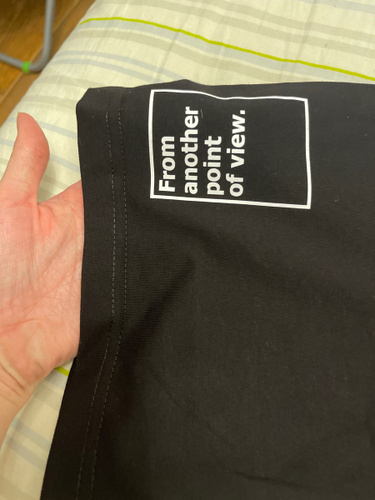 From
another
point
of view.